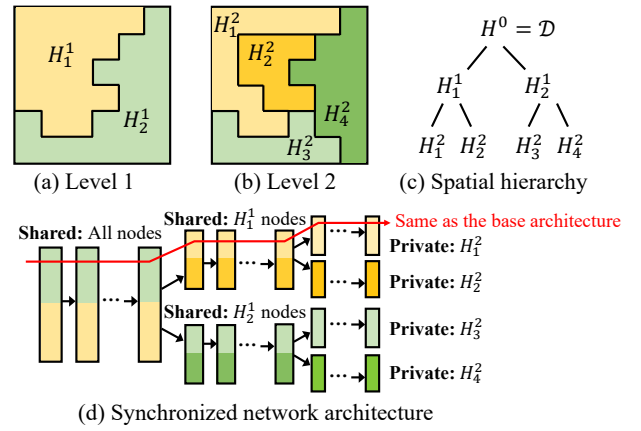 H_1^1
H_2^1
(a) Level 1
H_1^2
H_2^2
H_4^2
H_3^2
(b) Level 2
H^0 = 𝒟
H_1^1 H_2^1
H_1^2 H_2^2 H_3^2 H_4^2
(c) Spatial hierarchy
Shared: All nodes
Shared: H_1^1 nodes
Same as the base architecture
Private: H_1^2
Private: H_2^2
Shared: H_2^1 nodes
Private: H_3^2
Private: H_4^2
(d) Synchronized network architecture